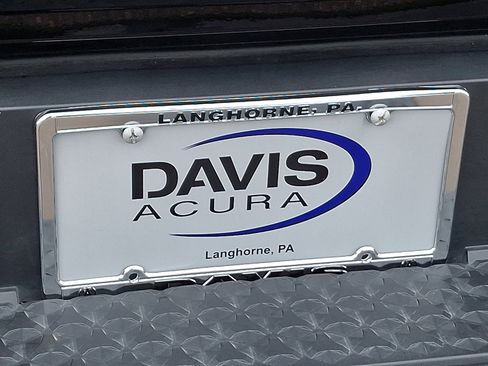 LANGHORNE, PA.
DAVIS
ACURA
Langhorne, PA